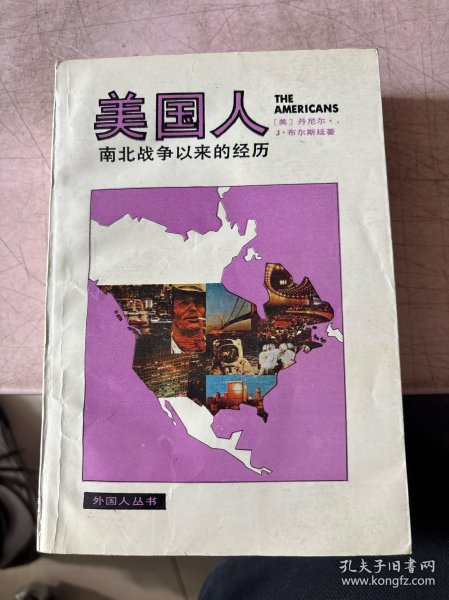 美国人
THE
AMERICANS
[美]丹尼尔·.
J·布尔斯廷著
南北战争以来的经历
外国人丛书
孔夫子旧书网
www.kongfz.com